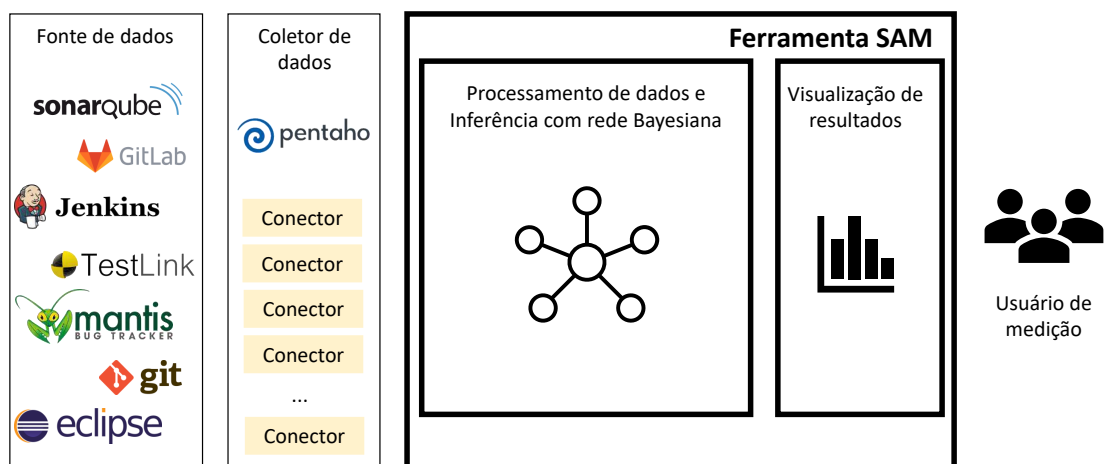 Fonte de dados
sonarqube
GitLab
Jenkins
TestLink
mantis
BUG TRACKER
git
eclipse
Coletor de
dados
pentaho
Conector
Conector
Conector
Conector
...
Conector
Ferramenta SAM
Processamento de dados e
Inferência com rede Bayesiana
Visualização de
resultados
Usuário de
medição